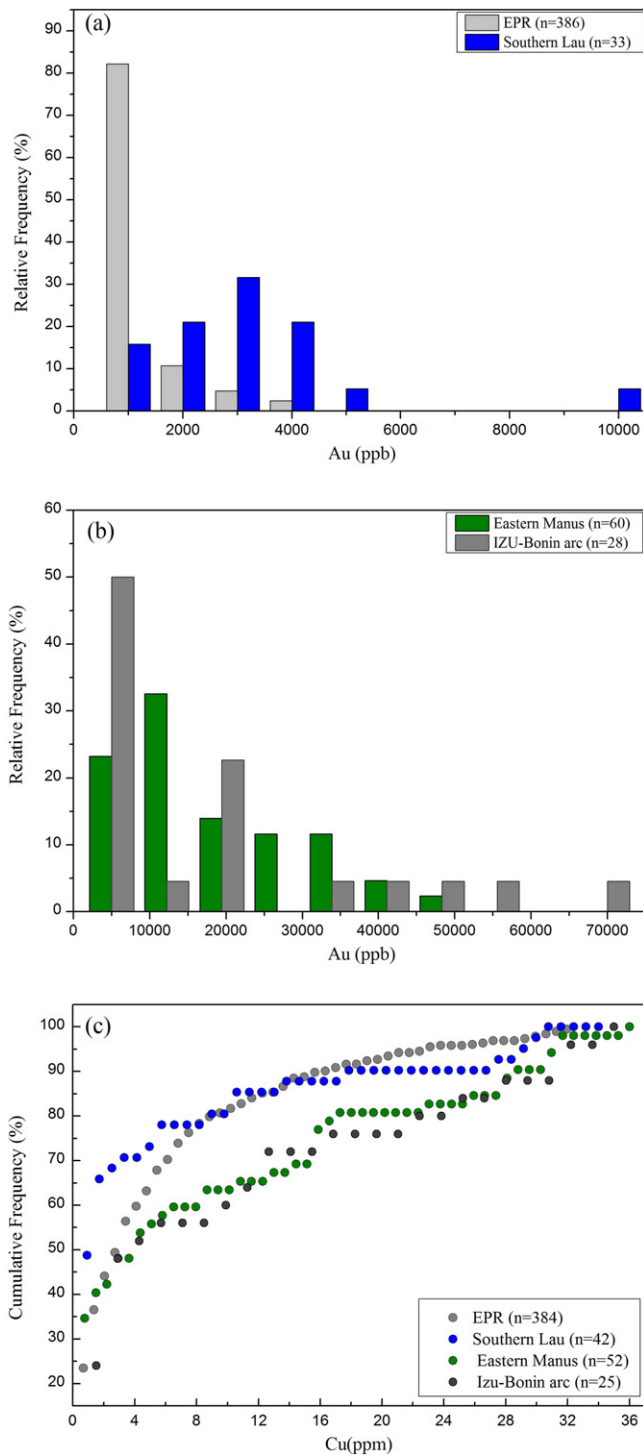 (a)
EPR (n=386)
Southern Lau (n=33)
Relative Frequency (%)
90
80
70
60
50
40
30
20
10
0
0 2000 4000 6000 8000 10000
Au (ppb)
(b)
Eastern Manus (n=60)
IZU-Bonin arc (n=28)
Relative Frequency (%)
60
50
40
30
20
10
0
0 10000 20000 30000 40000 50000 60000 70000
Au (ppb)
(c)
Cumulative Frequency (%)
100
90
80
70
60
50
40
30
20
EPR (n=384)
Southern Lau (n=42)
Eastern Manus (n=52)
Izu-Bonin arc (n=25)
0 4 8 12 16 20 24 28 32 36
Cu(ppm)